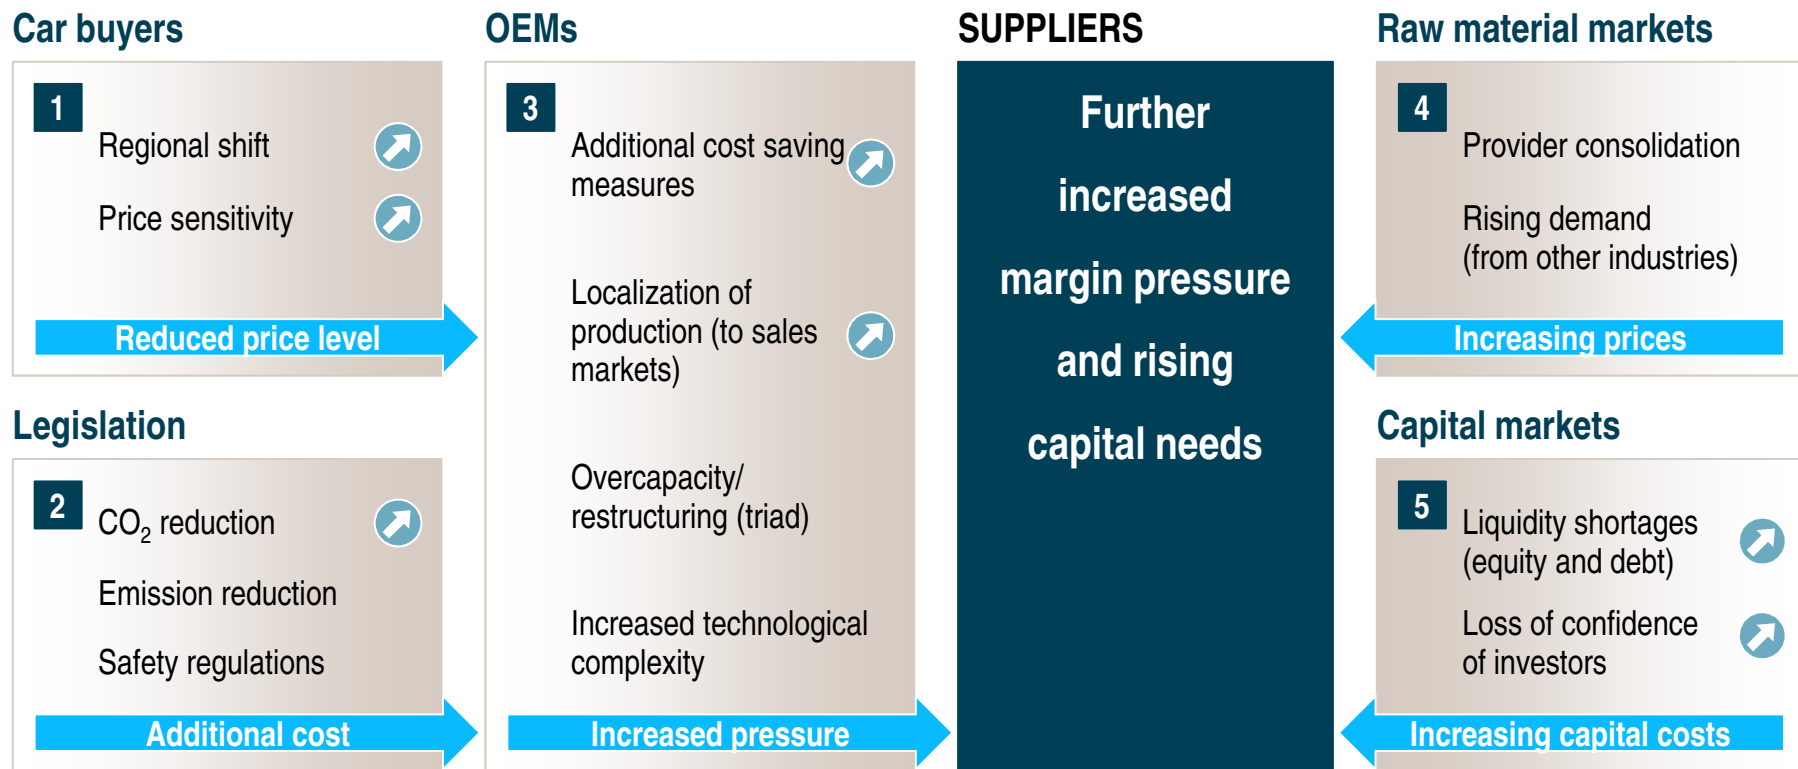 Car buyers
1
Regional shift
Price sensitivity
Reduced price level
Legislation
2
CO₂ reduction
Emission reduction
Safety regulations
Additional cost
OEMs
3
Additional cost saving
measures
Localization of
production (to sales
markets)
Overcapacity/
restructuring (triad)
Increased technological
complexity
Increased pressure
SUPPLIERS
Further
increased
margin pressure
and rising
capital needs
Raw material markets
4
Provider consolidation
Rising demand
(from other industries)
Increasing prices
Capital markets
5
Liquidity shortages
(equity and debt)
Loss of confidence
of investors
Increasing capital costs